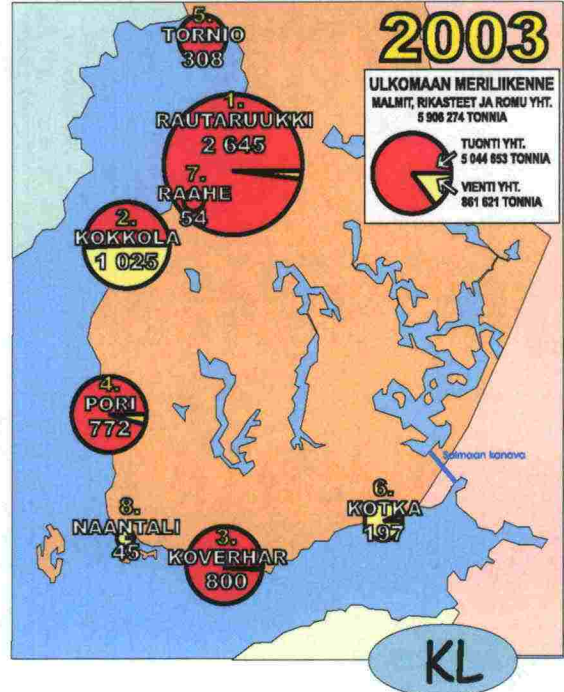 5.
TORNIO
308
2003
ULKOMAAN MERILIIKENNE
MALMIT, RIKASTEET JA ROMU YHT.
5 906 274 TONNIA
TUONTI YHT.
5 044 653 TONNIA
VIENTI YHT.
861 621 TONNIA
1.
RAUTARUUKKI
2 645
7.
RAAHE
54
2.
KOKKOLA
1 025
4.
PORI
772
Saimaan kanava
6.
KOTKA
197
8.
NAANTALI
45
3.
KOVERHAR
800
KL